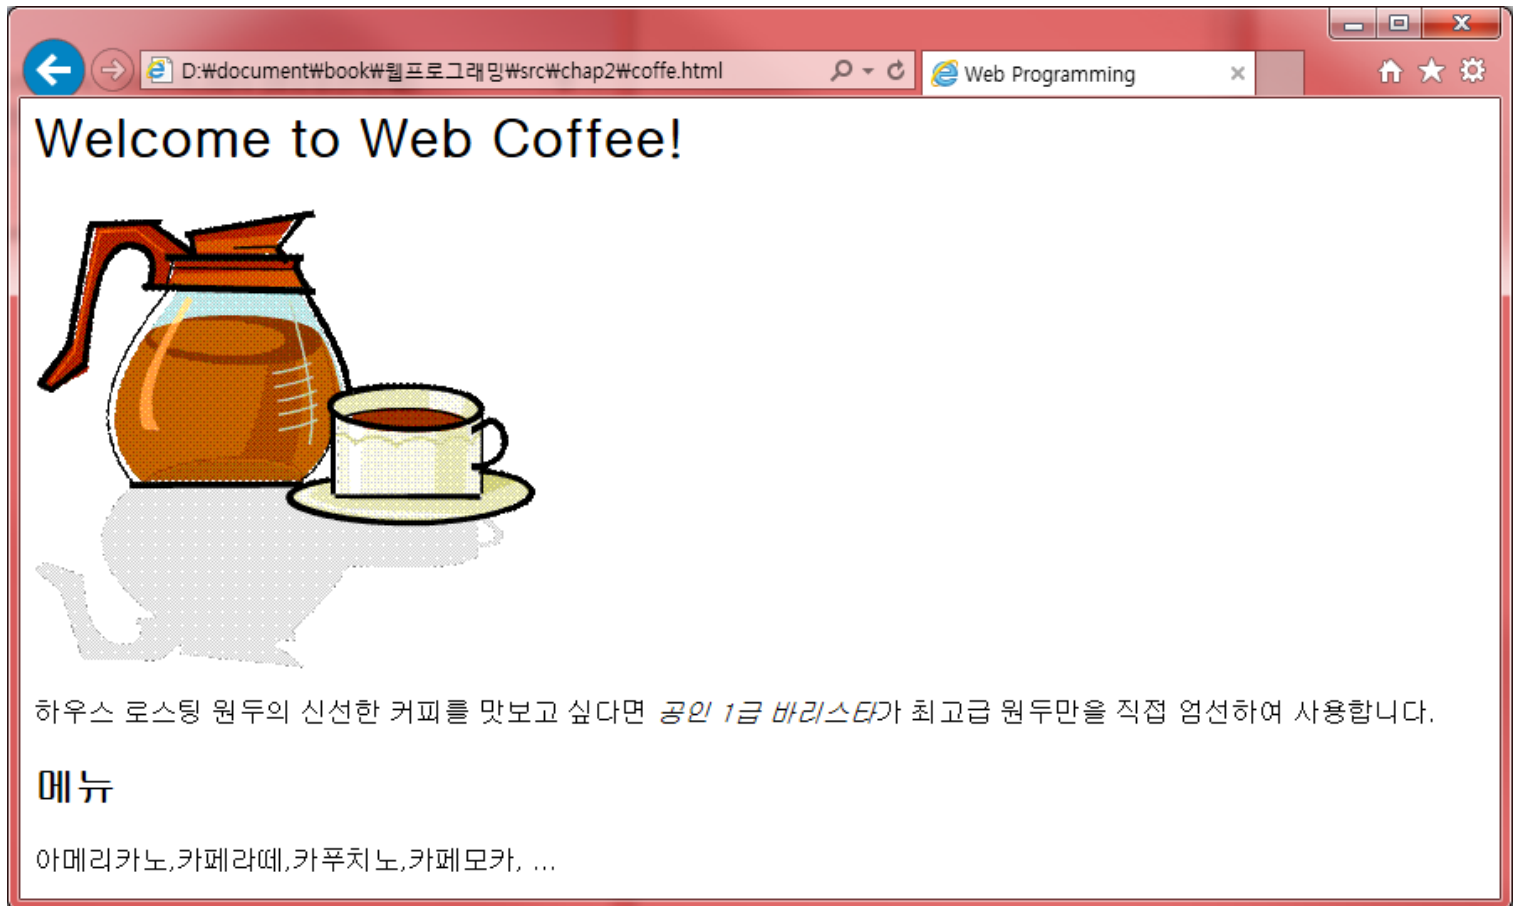 D:₩document₩book₩웹프로그래밍₩src₩chap2₩coffe.html
Web Programming
Welcome to Web Coffee!
하우스 로스팅 원두의 신선한 커피를 맛보고 싶다면 공인 1급 바리스타가 최고급 원두만을 직접 엄선하여 사용합니다.
메뉴
아메리카노,카페라떼,카푸치노,카페모카, ...